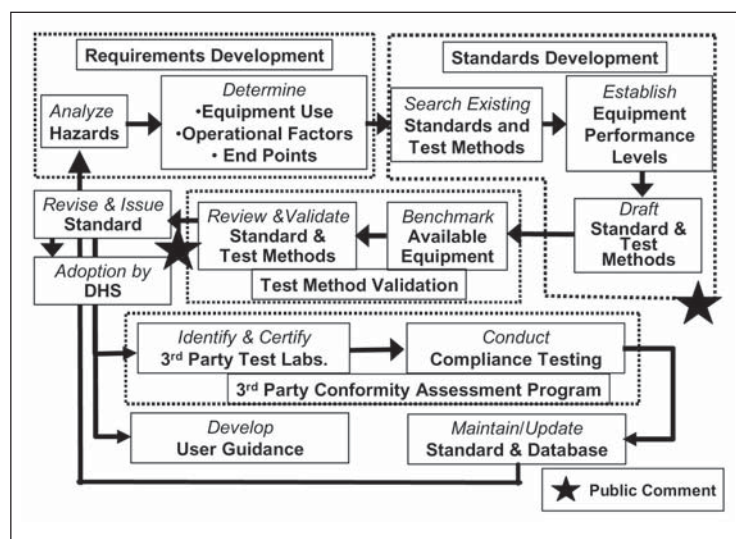 Requirements Development
Analyze
Hazards
Determine
•Equipment Use
•Operational Factors
• End Points
Standards Development
Search Existing
Standards and
Test Methods
Establish
Equipment
Performance
Levels
Draft
Standard &
Test
Methods
Benchmark
Available
Equipment
Review &Validate
Standard &
Test Methods
Test Method Validation
Revise & Issue
Standard
Adoption by
DHS
Identify & Certify
3rd Party Test Labs.
Conduct
Compliance Testing
3rd Party Conformity Assessment Program
Develop
User Guidance
Maintain/Update
Standard & Database
Public Comment